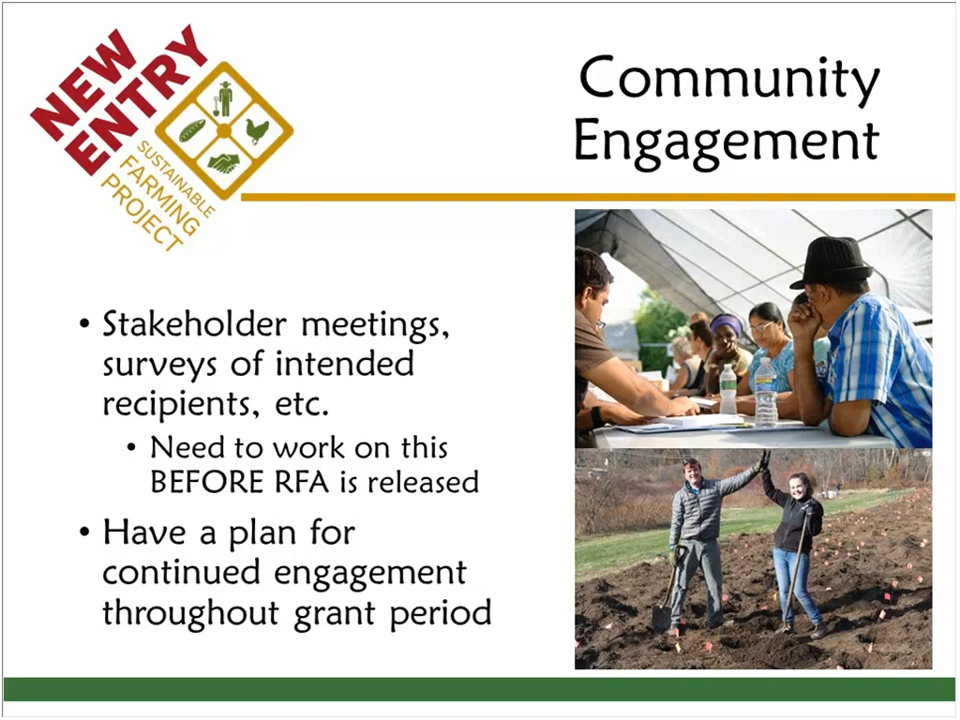 NEW
ENTRY
SUSTAINABLE
FARMING
PROJECT
Community
Engagement
• Stakeholder meetings,
surveys of intended
recipients, etc.
• Need to work on this
BEFORE RFA is released
• Have a plan for
continued engagement
throughout grant period